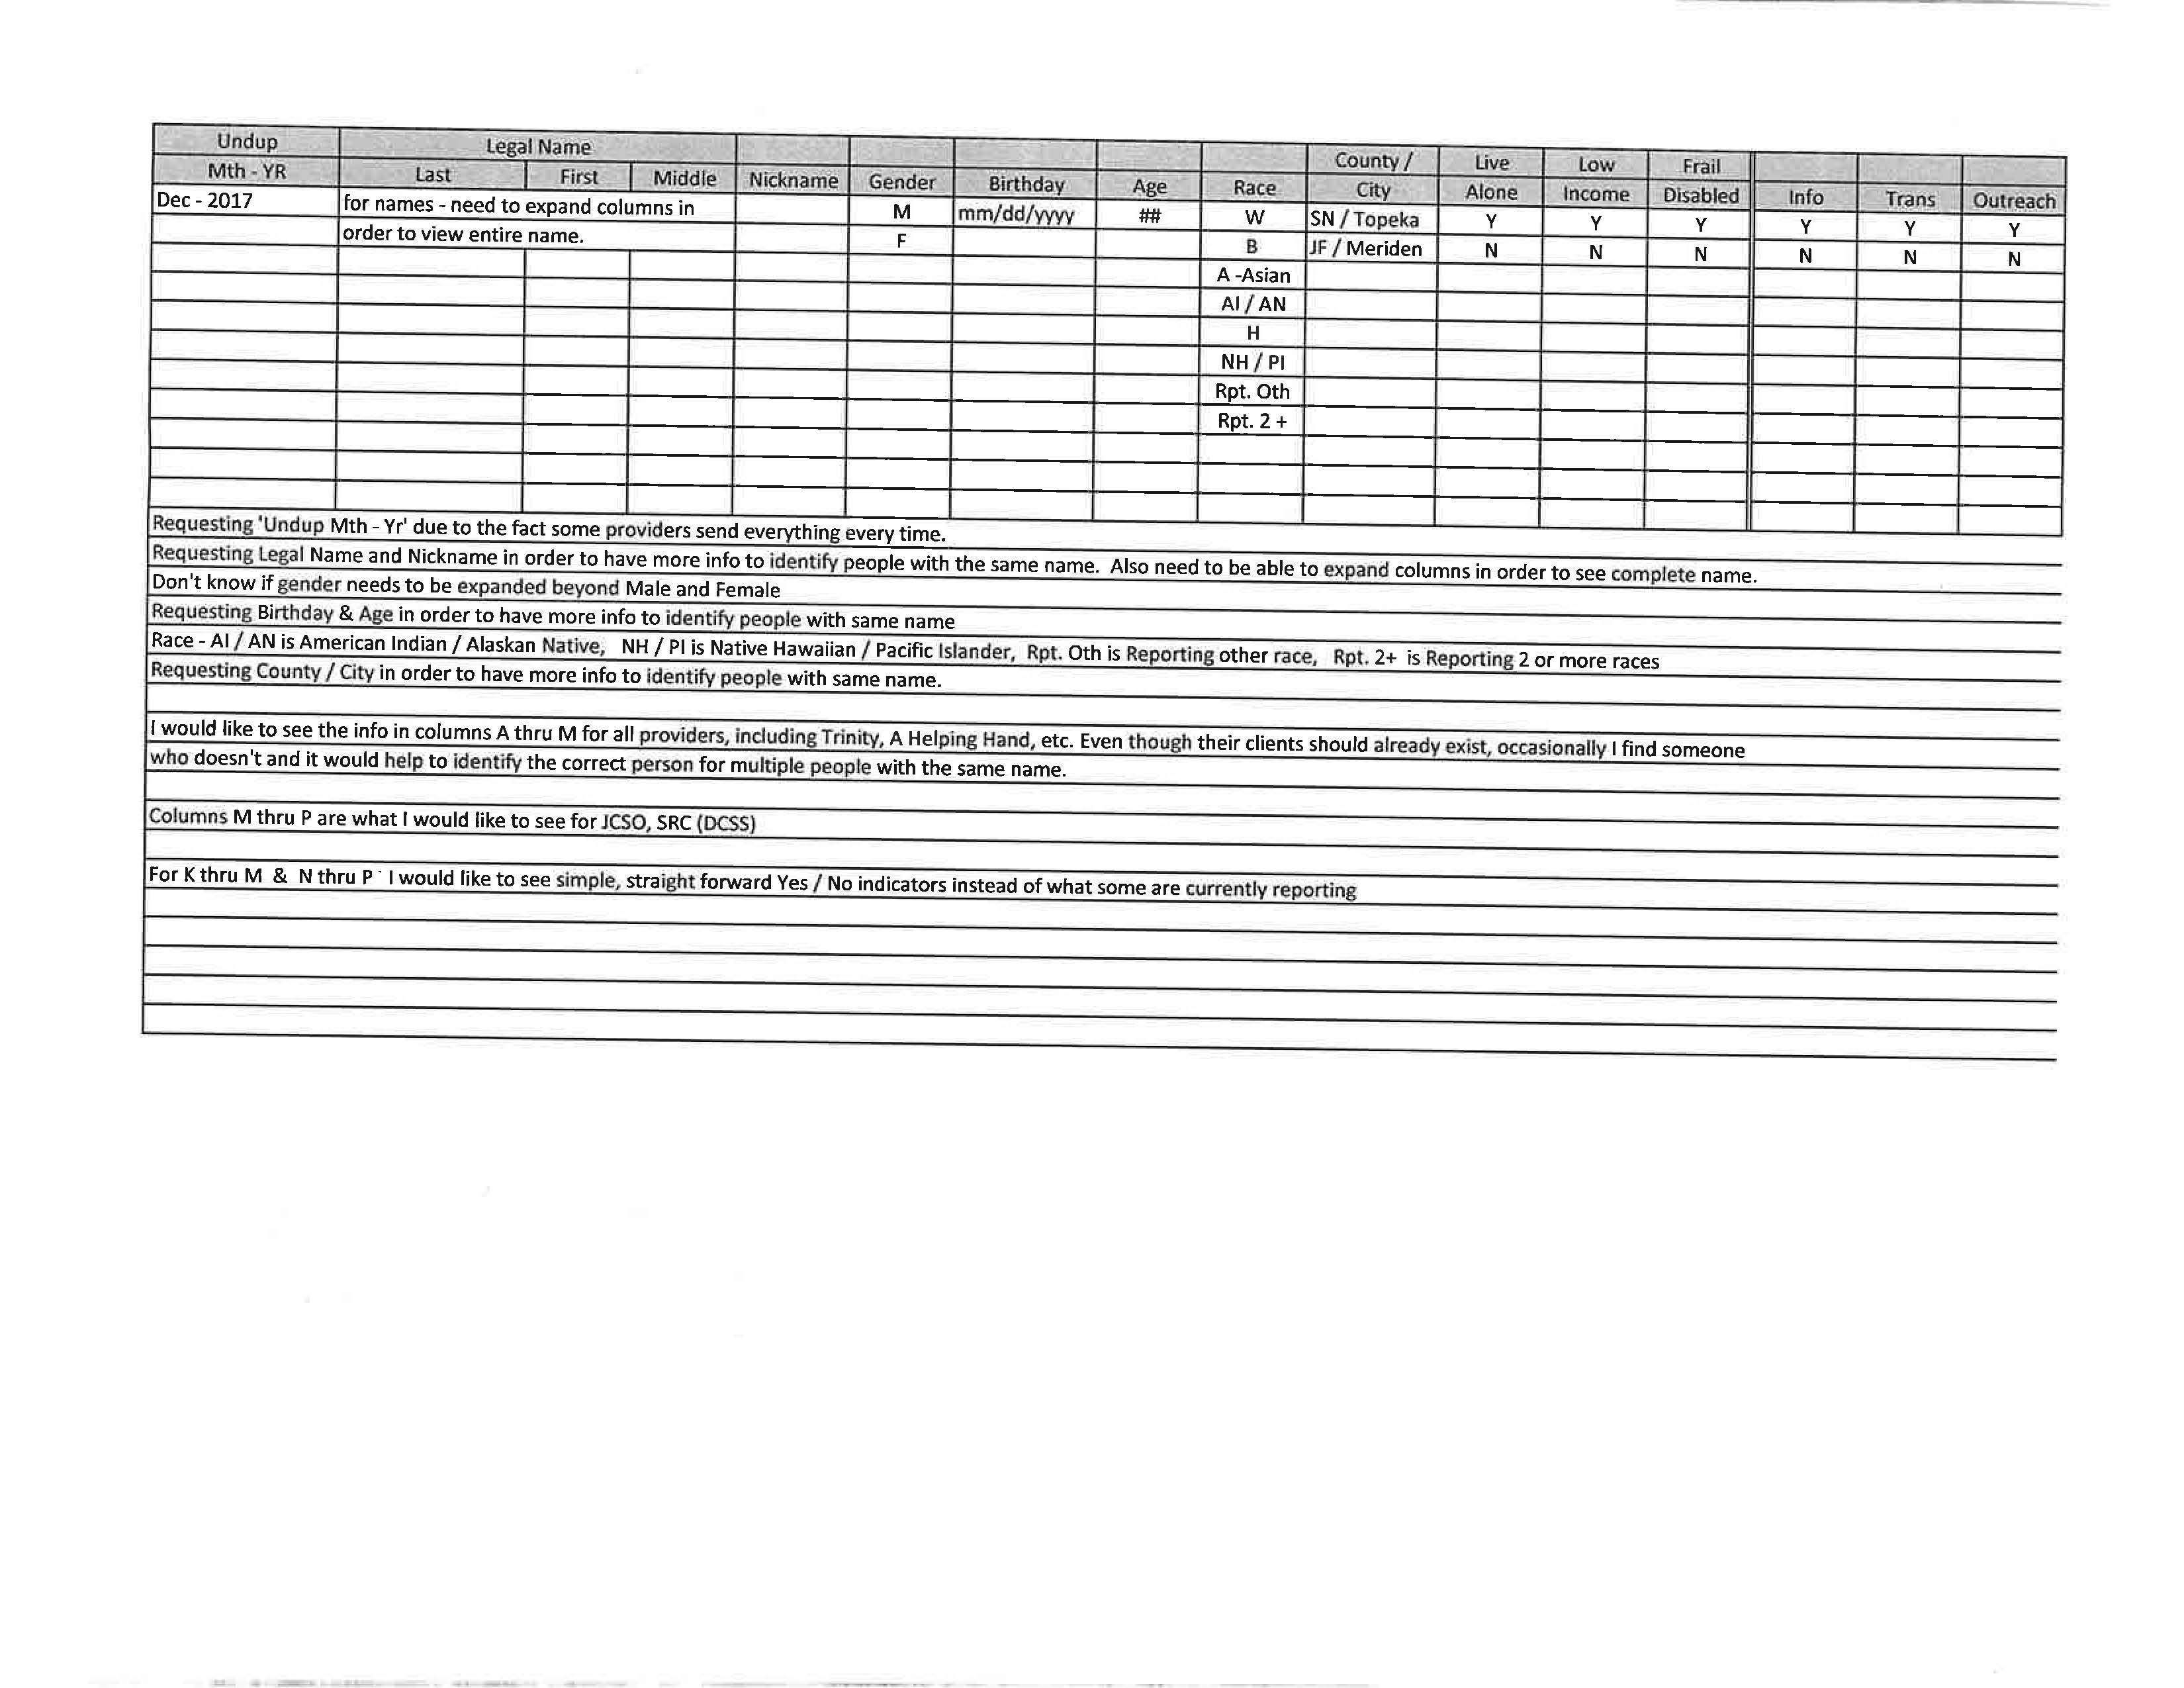 Undup Legal Name County / Live Low Frail
Mth - YR Last First Middle Nickname Gender Birthday Age Race City Alone Income Disabled Info Trans Outreach
Dec - 2017 for names - need to expand columns in M mm/dd/yyyy ## W SN / Topeka Y Y Y Y Y Y
order to view entire name. F B JF / Meriden N N N N N N
A -Asian
AI / AN
H
NH / PI
Rpt. Oth
Rpt. 2 +
Requesting 'Undup Mth - Yr' due to the fact some providers send everything every time.
Requesting Legal Name and Nickname in order to have more info to identify people with the same name. Also need to be able to expand columns in order to see complete name.
Don't know if gender needs to be expanded beyond Male and Female
Requesting Birthday & Age in order to have more info to identify people with same name
Race - AI / AN is American Indian / Alaskan Native, NH / PI is Native Hawaiian / Pacific Islander, Rpt. Oth is Reporting other race, Rpt. 2+ is Reporting 2 or more races
Requesting County / City in order to have more info to identify people with same name.
I would like to see the info in columns A thru M for all providers, including Trinity, A Helping Hand, etc. Even though their clients should already exist, occasionally I find someone
who doesn't and it would help to identify the correct person for multiple people with the same name.
Columns M thru P are what I would like to see for JCSO, SRC (DCSS)
For K thru M & N thru P I would like to see simple, straight forward Yes / No indicators instead of what some are currently reporting